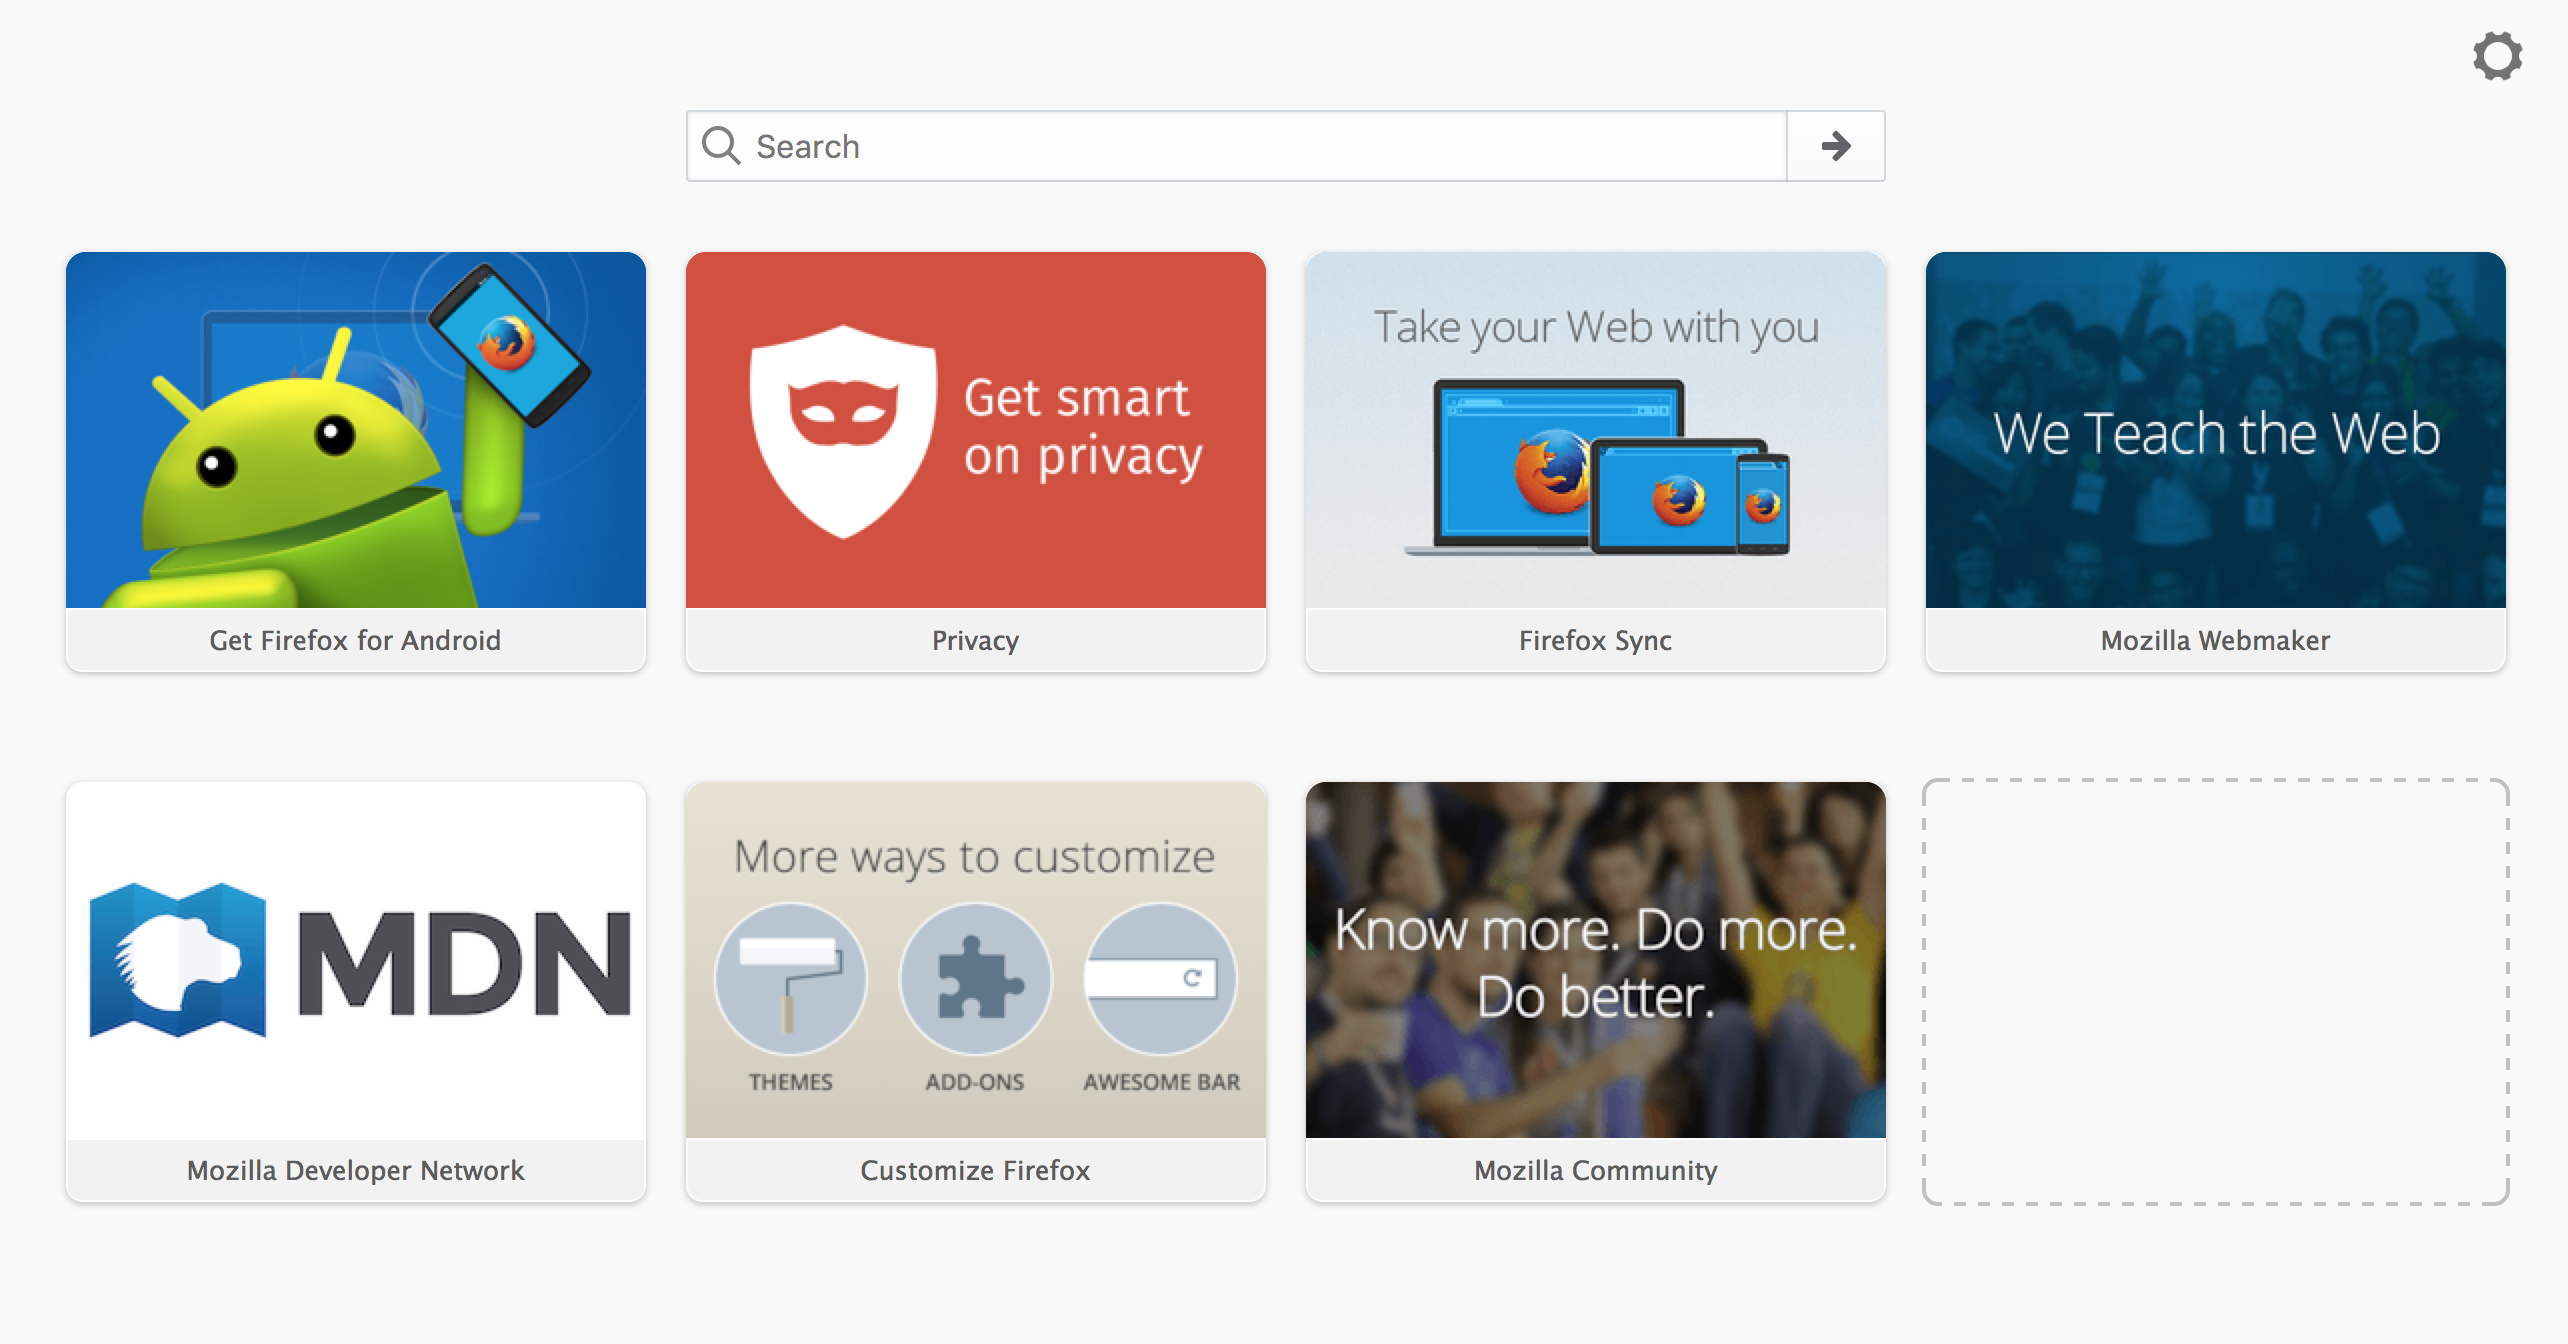 Search
Get smart
on privacy
Take your Web with you
We Teach the Web
Get Firefox for Android
Privacy
Firefox Sync
Mozilla Webmaker
MDN
More ways to customize
THEMES
ADD-ONS
AWESOME BAR
Know more. Do more.
Do better.
Mozilla Developer Network
Customize Firefox
Mozilla Community